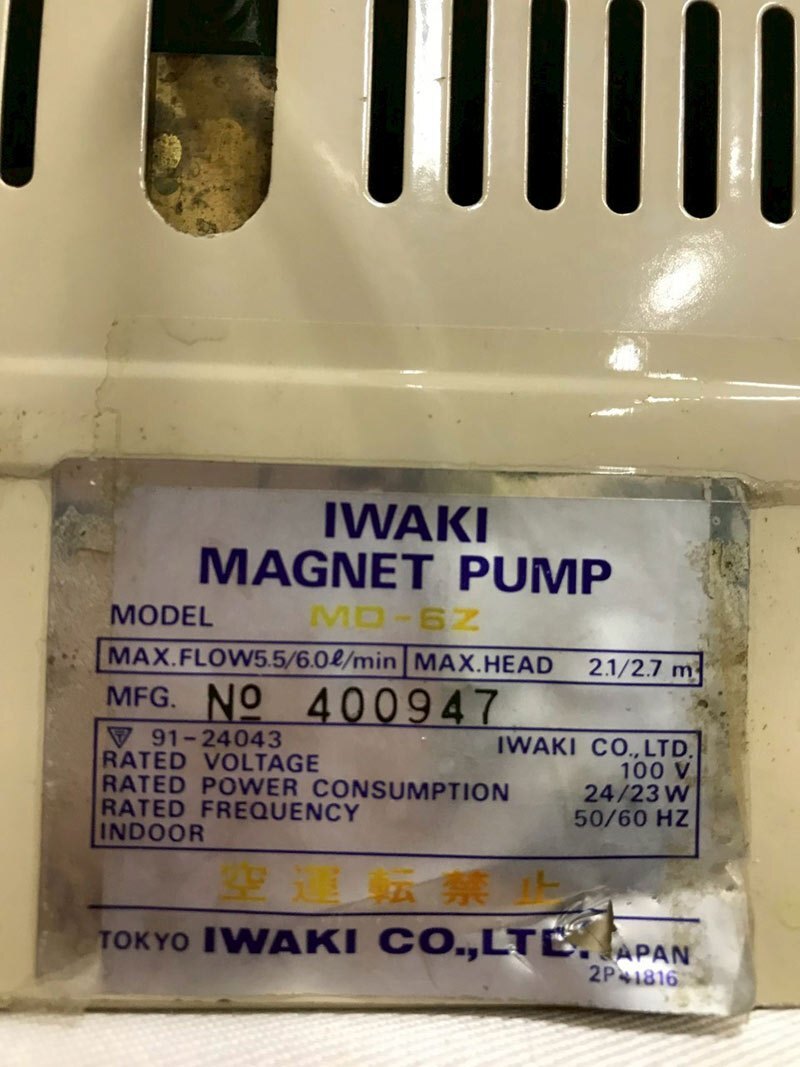 IWAKI
MAGNET PUMP
MODEL MD-6Z
MAX.FLOW5.5/6.0ℓ/min MAX.HEAD 2.1/2.7 m
MFG. Nº 400947
91-24043 IWAKI CO.,LTD.
RATED VOLTAGE 100 V
RATED POWER CONSUMPTION 24/23W
RATED FREQUENCY 50/60 HZ
INDOOR
空運転禁止
TOKYO IWAKI CO.,LTD. JAPAN
2P41816